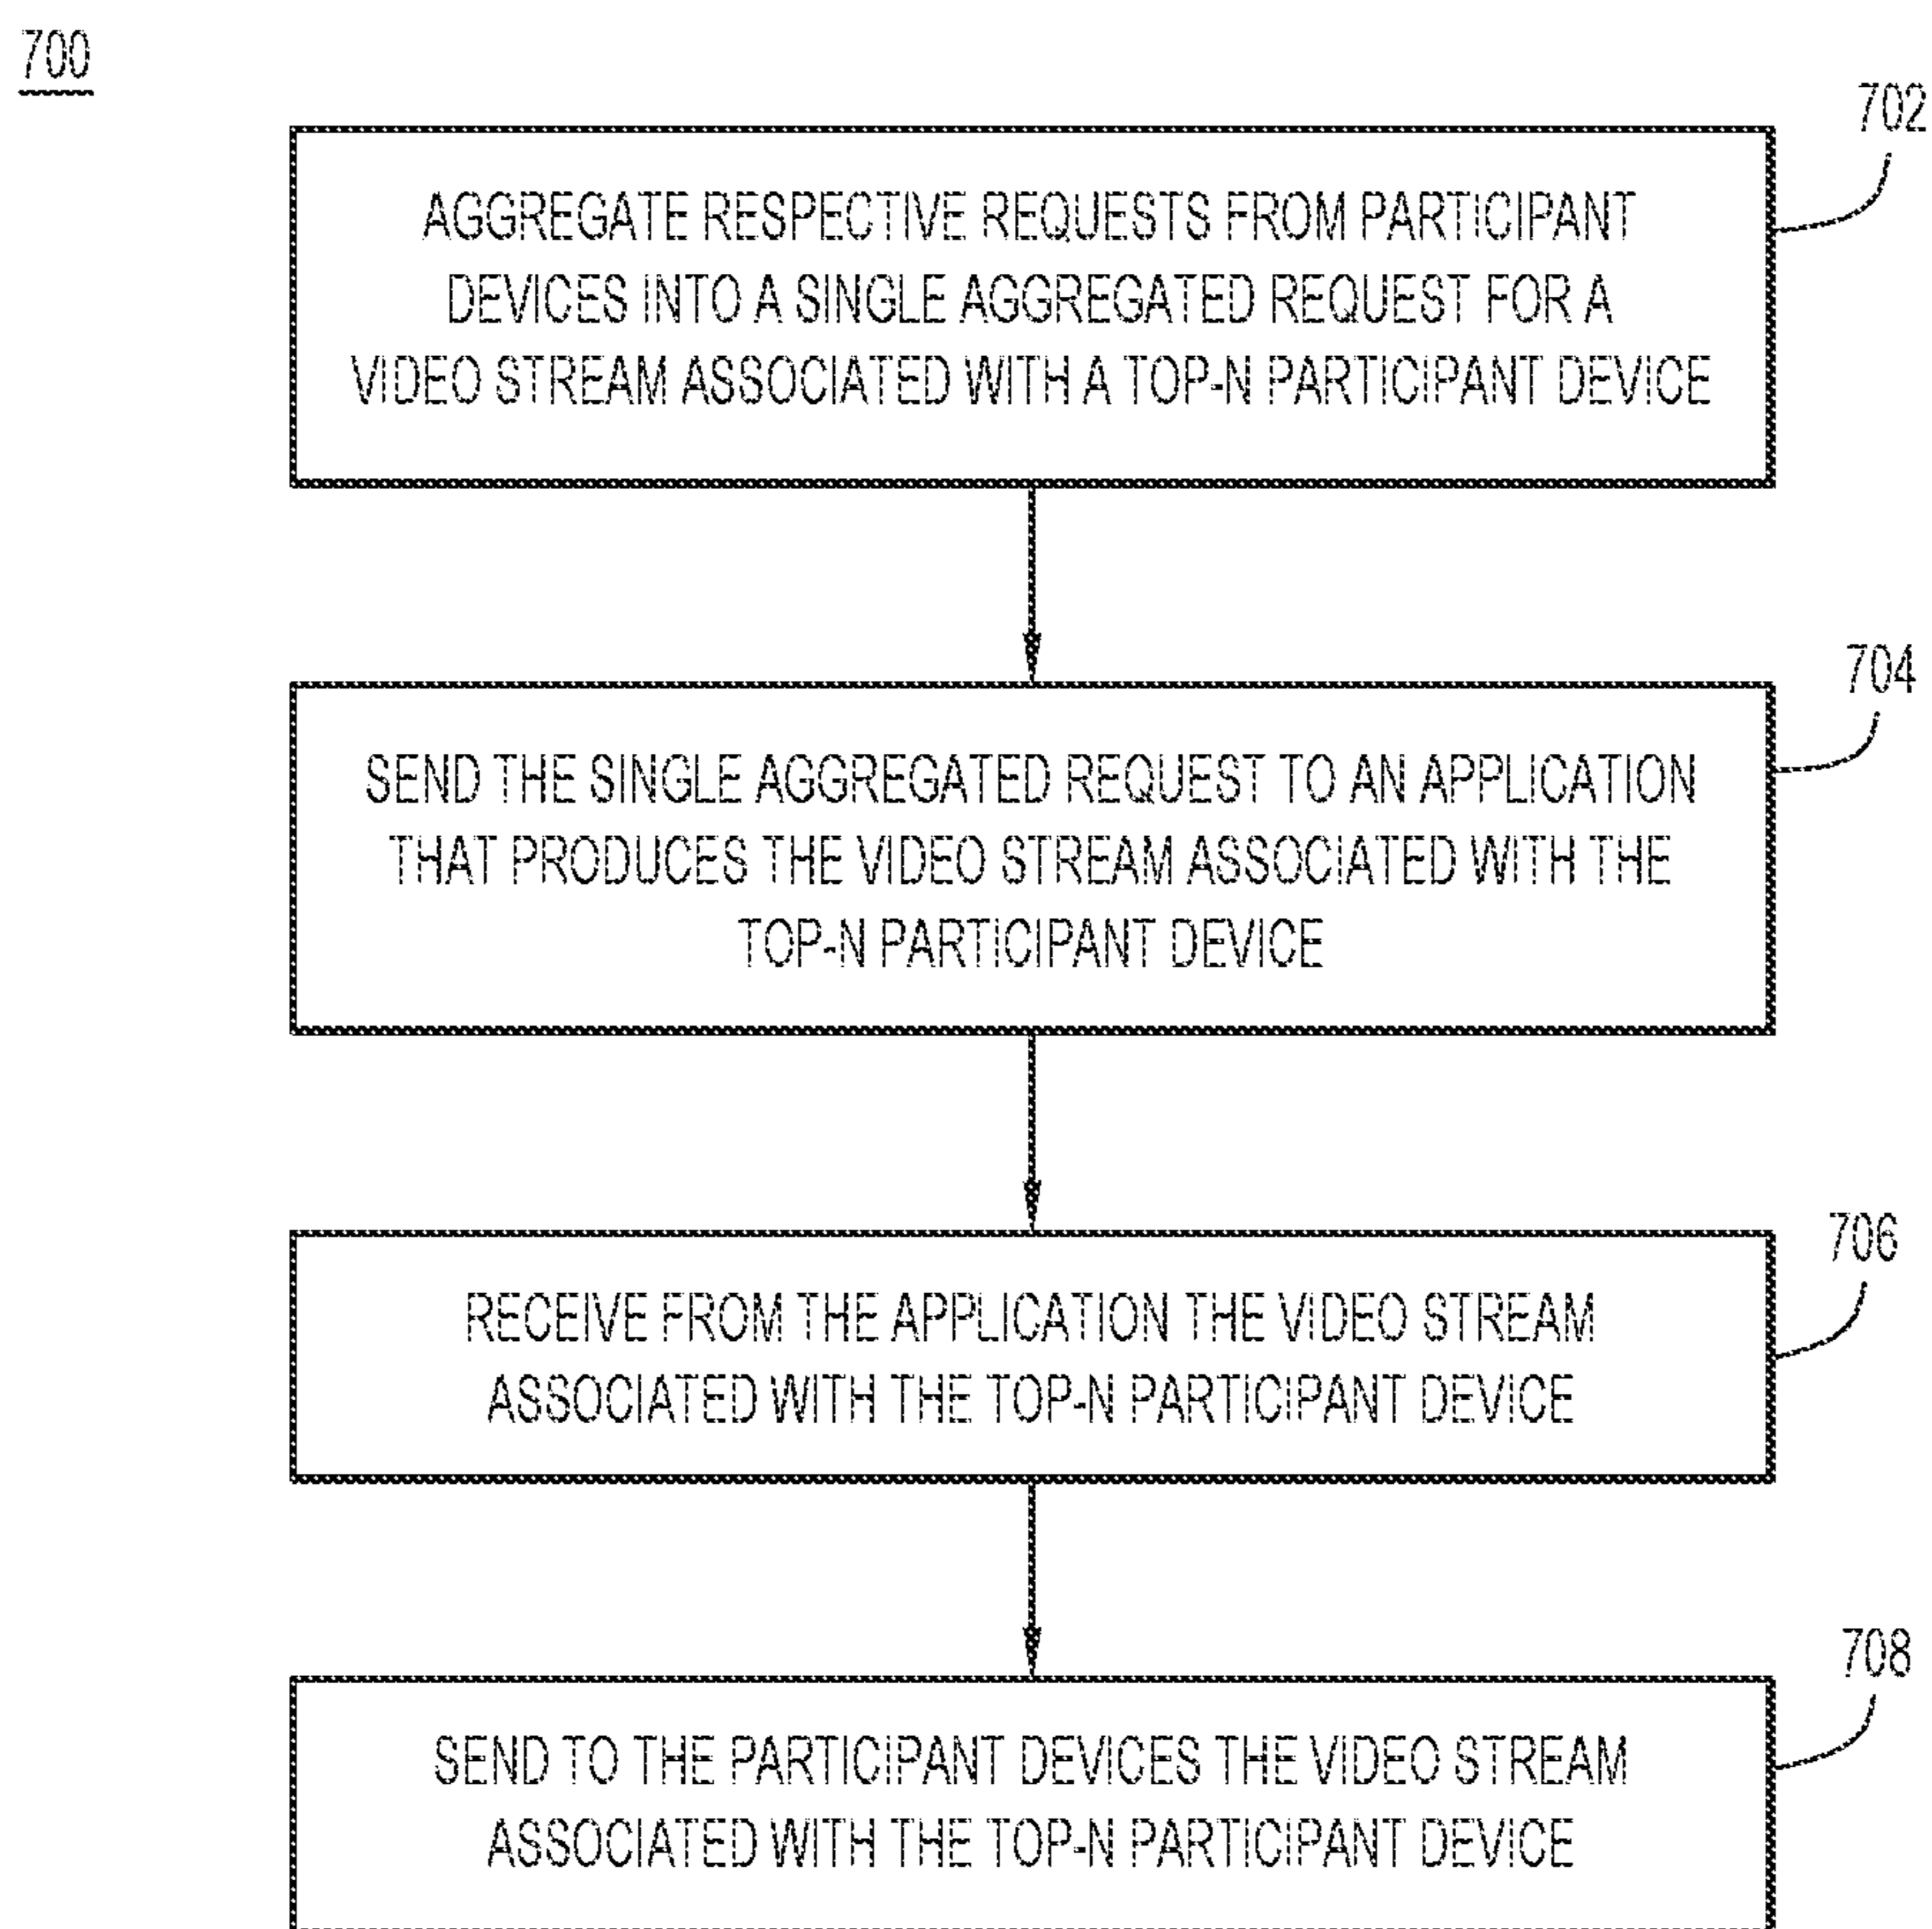 700
702
AGGREGATE RESPECTIVE REQUESTS FROM PARTICIPANT
DEVICES INTO A SINGLE AGGREGATED REQUEST FOR A
VIDEO STREAM ASSOCIATED WITH A TOP-N PARTICIPANT DEVICE
704
SEND THE SINGLE AGGREGATED REQUEST TO AN APPLICATION
THAT PRODUCES THE VIDEO STREAM ASSOCIATED WITH THE
TOP-N PARTICIPANT DEVICE
706
RECEIVE FROM THE APPLICATION THE VIDEO STREAM
ASSOCIATED WITH THE TOP-N PARTICIPANT DEVICE
708
SEND TO THE PARTICIPANT DEVICES THE VIDEO STREAM
ASSOCIATED WITH THE TOP-N PARTICIPANT DEVICE